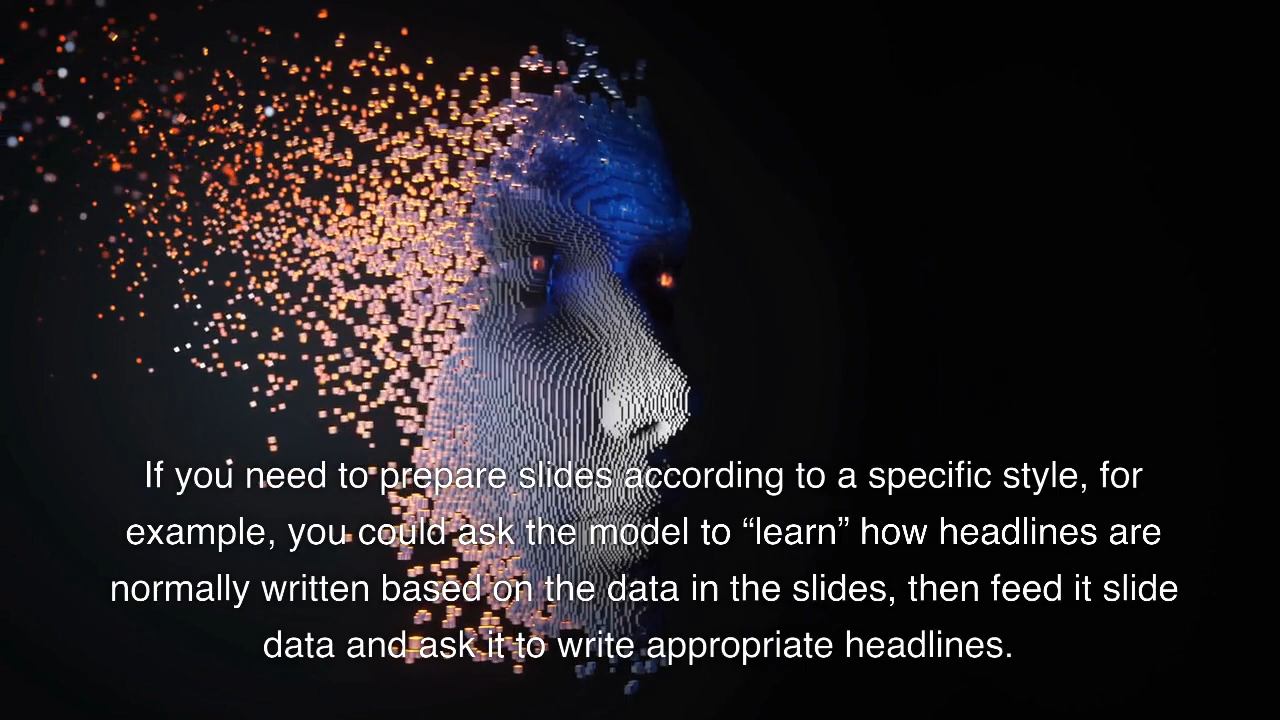 If you need to prepare slides according to a specific style, for
example, you could ask the model to “learn” how headlines are
normally written based on the data in the slides, then feed it slide
data and ask it to write appropriate headlines.